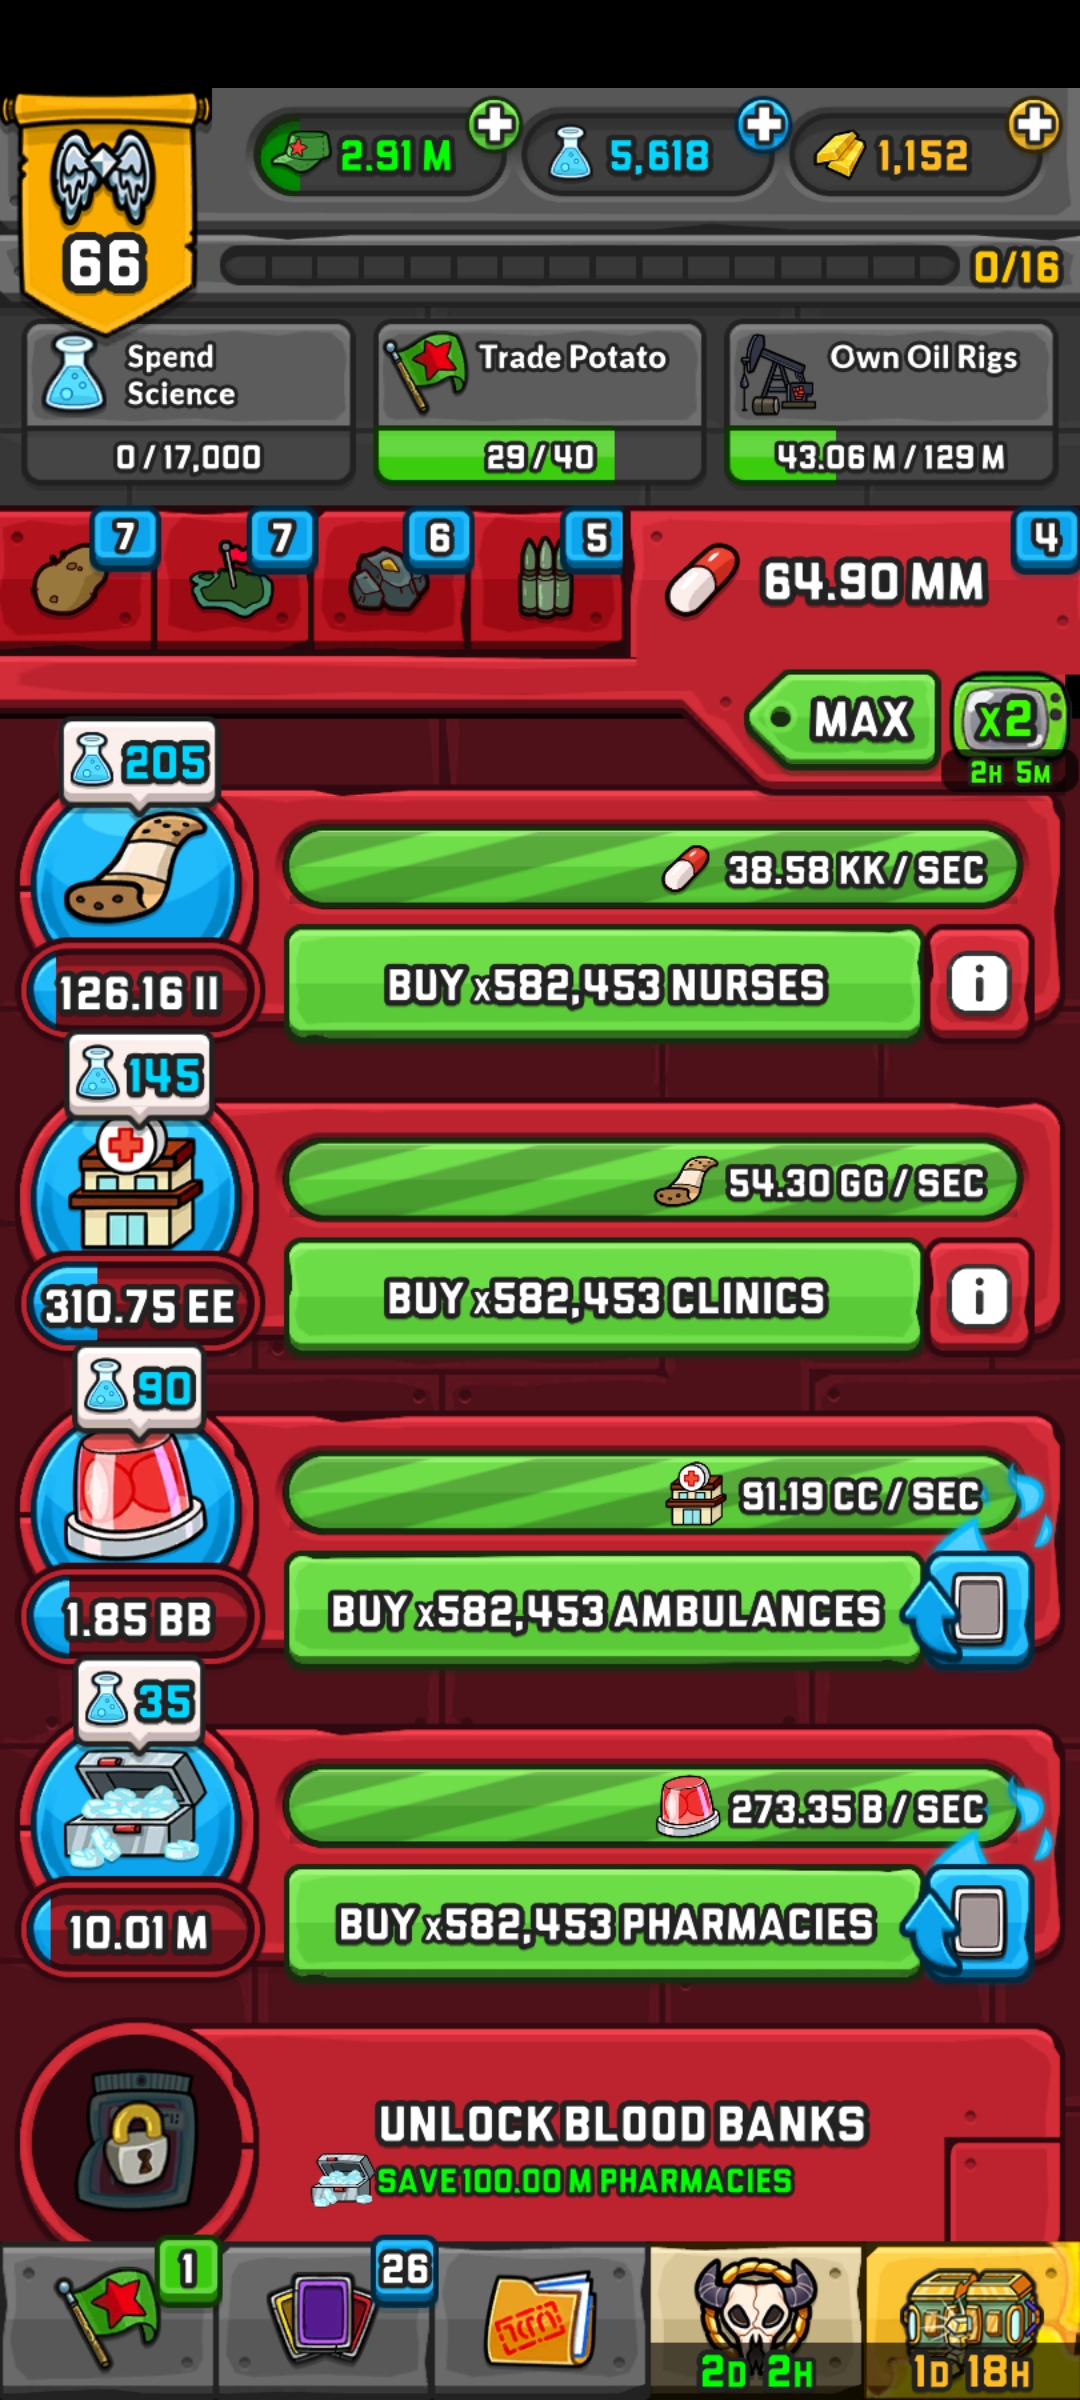 2.91 M
5,618
1,152
66
0/16
Spend
Science
0 / 17,000
Trade Potato
29 / 40
Own Oil Rigs
43.06 M / 129 M
7
7
6
5
64.90 MM
4
MAX
x2
2H 5M
205
38.58 KK / SEC
126.16 II
BUY x582,453 NURSES
i
145
54.30 GG / SEC
310.75 EE
BUY x582,453 CLINICS
i
90
91.19 CC / SEC
1.85 BB
BUY x582,453 AMBULANCES
35
273.35 B / SEC
10.01 M
BUY x582,453 PHARMACIES
UNLOCK BLOOD BANKS
SAVE 100.00 M PHARMACIES
1
26
2D 2H
1D 18H